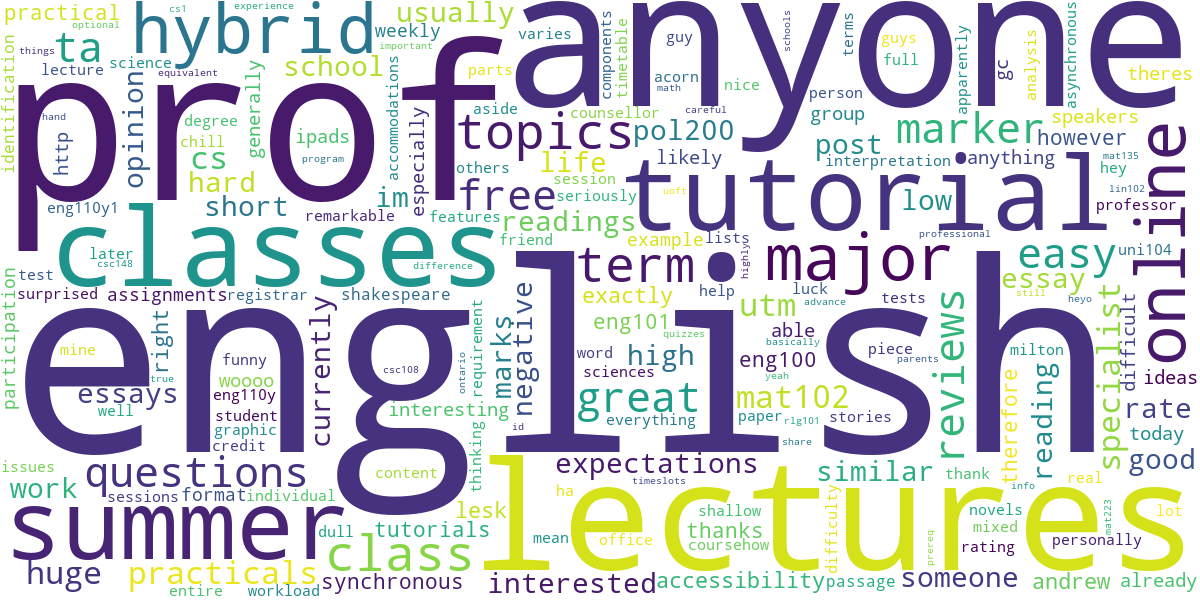 english
prof
anyone
lectures
tutorial
classes
summer
hybrid
online
major
topics
term
free
class
great
easy
questions
huge
practicals
interested
expectations
high
mat102
reviews
specialist
marker
someone
good
rate
similar
accessibility
synchronous
tutorials
work
essays
currently
negative
marks
readings
life
low
post
pol200
usually
school
ta
cs
hard
im
short
opinion
utm
essay
reading
practical
experience
cs1
optional
important
things
equivalent
weekly
science
lecture
degree
chill
ipads
program
hand
http
identification
generally
accommodations
especially
aside
parts
varies
components
timetable
guy
acorn
math
nice
counsellor
careful
schools
terms
person
group
guys
full
gc
analysis
apparently
asynchronous
theres
speakers
however
likely
interpretation
anything
mat135
hey
lin102
professor
professional
uni104
others
session
seriously
uoft
features
friend
remarkable
eng110y1
later
csc148
difference
example
lists
highly
help
luck
tests
advance
exactly
eng101
quizzes
able
basically
word
sciences
eng100
yeah
piece
parents
milton
difficult
ideas
today
therefore
still
heyo
test
surprised
assignments
registrar
shakespeare
participation
mine
right
true
funny
woooo
eng110y
student
graphic
credit
csc108
ontario
requirement
interesting
thinking
id
everything
paper
rlg101
share
stories
well
issues
sessions
format
individual
content
lesk
ha
timeslots
mean
office
shallow
thanks
coursehow
difficulty
thank
info
real
novels
mixed
rating
prereq
personally
mat223
lot
dull
entire
workload
passage
andrew
already